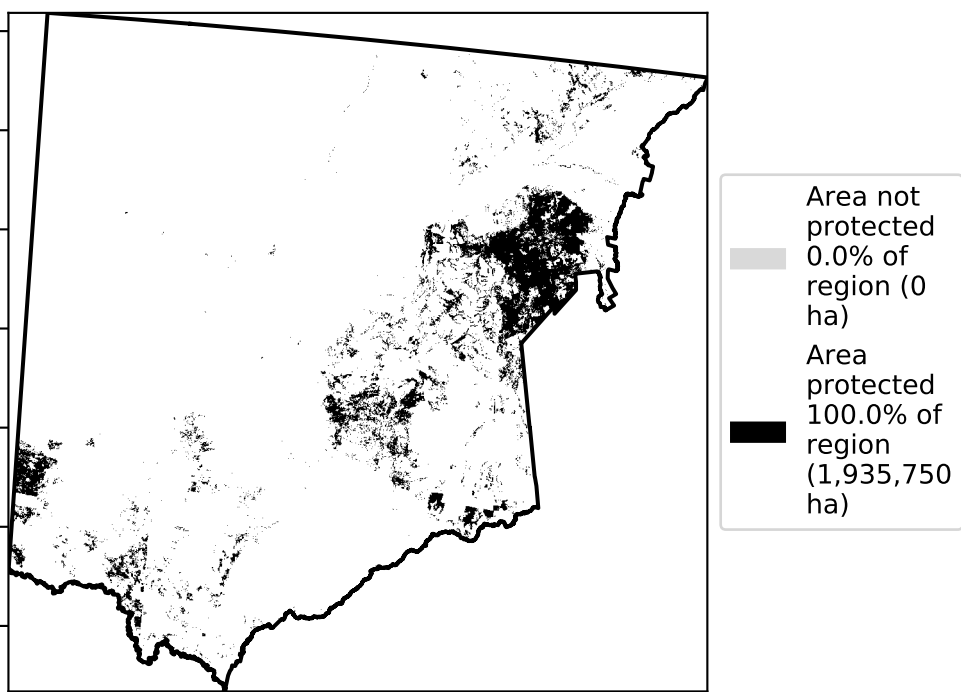 Area not
protected
0.0% of
region (0
ha)
Area
protected
100.0% of
region
(1,935,750
ha)